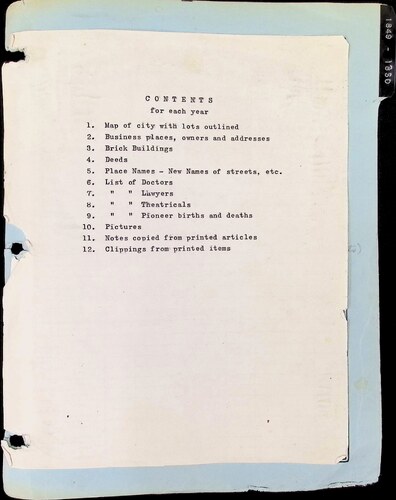 1849 - 1930
CONTENTS
for each year
1. Map of city with lots outlined
2. Business places, owners and addresses
3. Brick Buildings
4. Deeds
5. Place Names - New Names of streets, etc.
6. List of Doctors
7. " " Lawyers
8. " " Theatricals
9. " " Pioneer births and deaths
10. Pictures
11. Notes copied from printed articles
12. Clippings from printed items